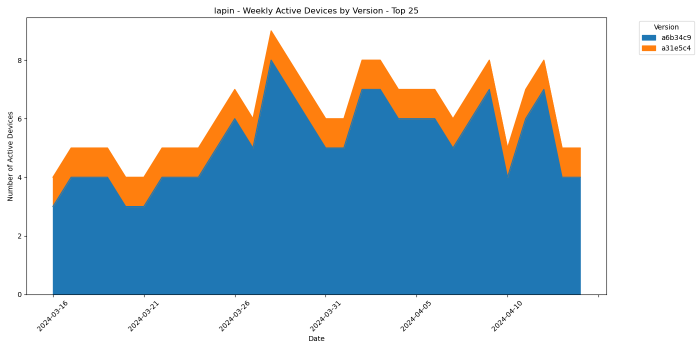 lapin - Weekly Active Devices by Version - Top 25
Version
a6b34c9
a31e5c4
Number of Active Devices
8
6
4
2
0
2024-03-16
2024-03-21
2024-03-26
2024-03-31
2024-04-05
2024-04-10
Date